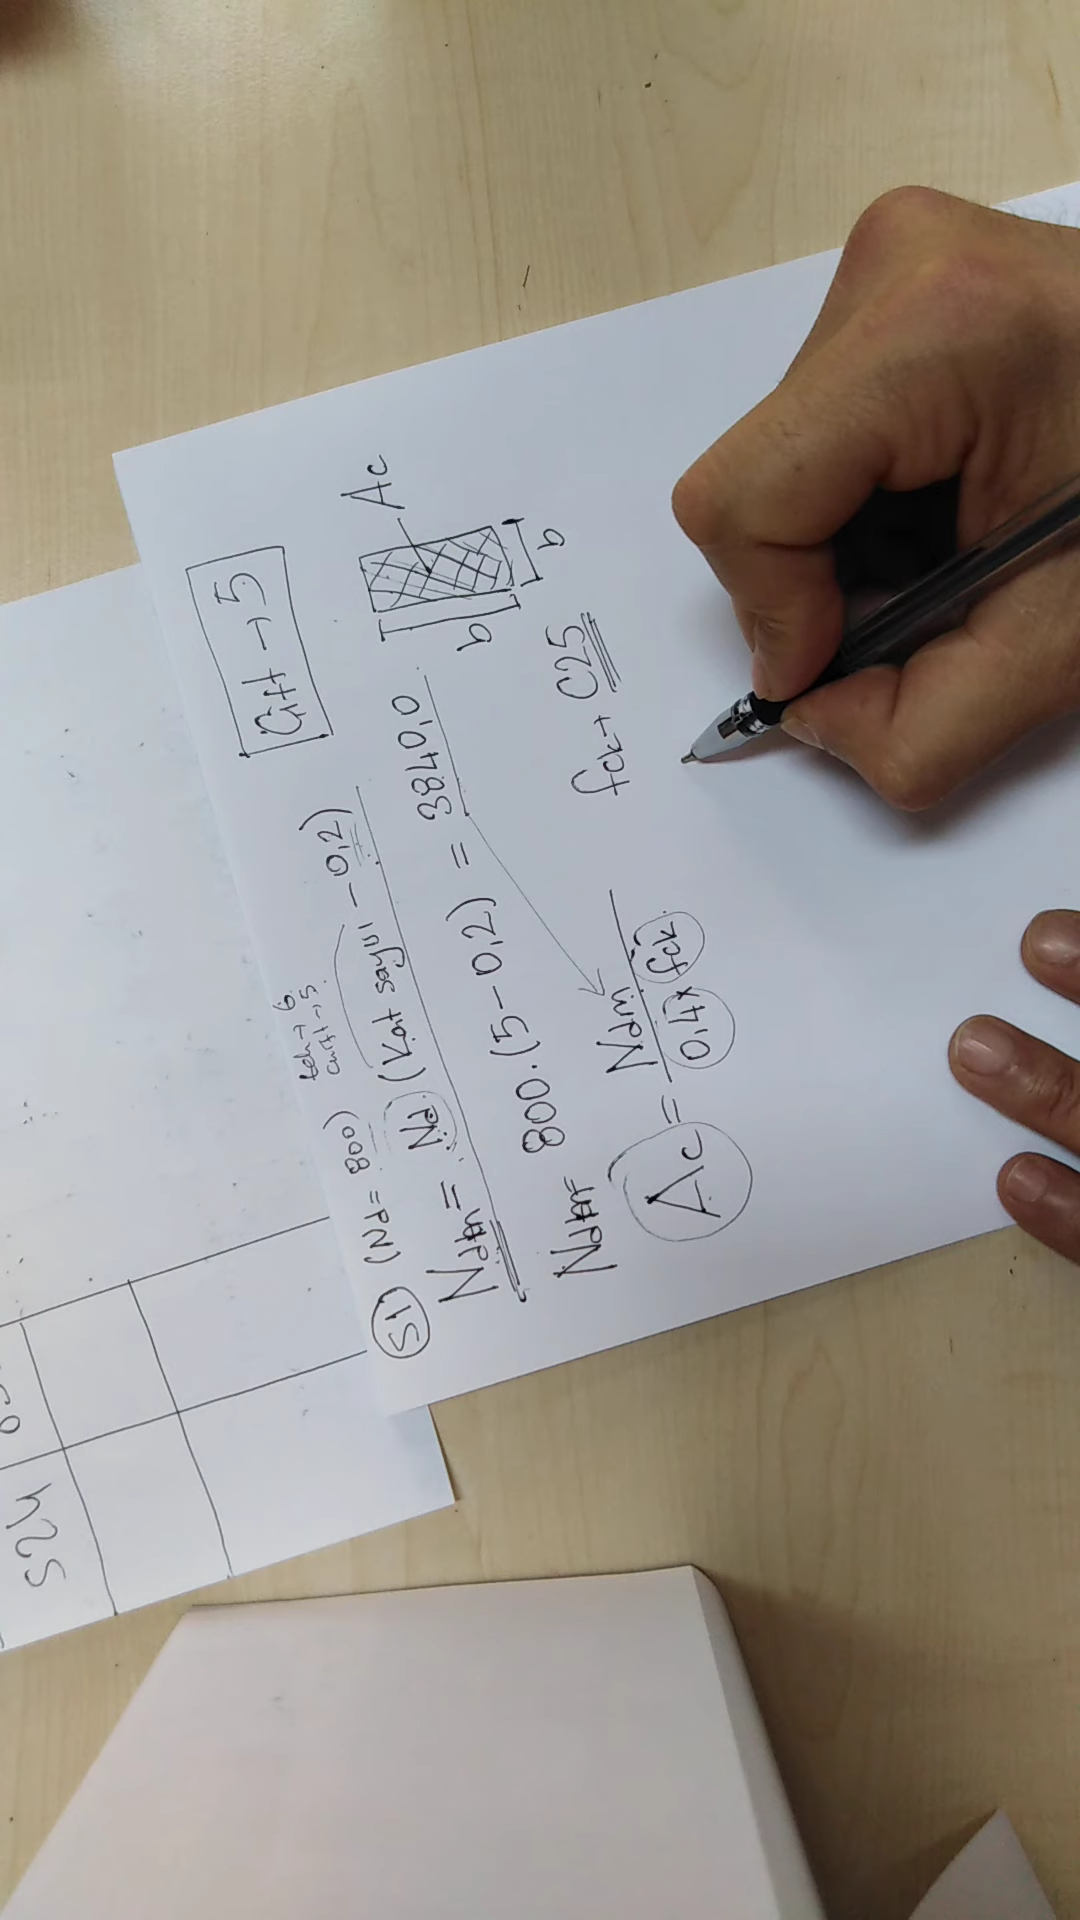 Çift → 5
tek → 6
çift → 5
S1 (Nd = 800)
Ndm = Nd. (Kat sayısı - 0,2)
Ac
b
b
Ndm= 800.(5-0,2) = 3840,0
fck → C25
Ac = Ndm
0,4x fck
S24